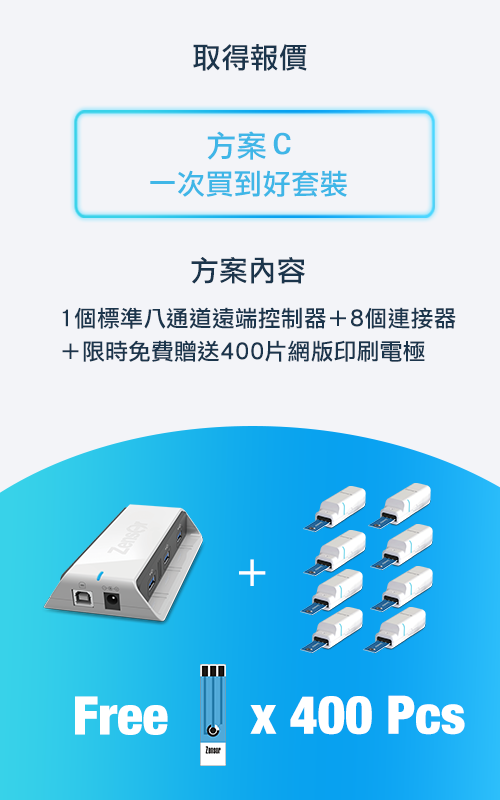 取得報價
方案 C
一次買到好套裝
方案內容
1個標準八通道遠端控制器＋8個連接器
＋限時免費贈送400片網版印刷電極
Zensor
+
Free
x 400 Pcs
Zensor